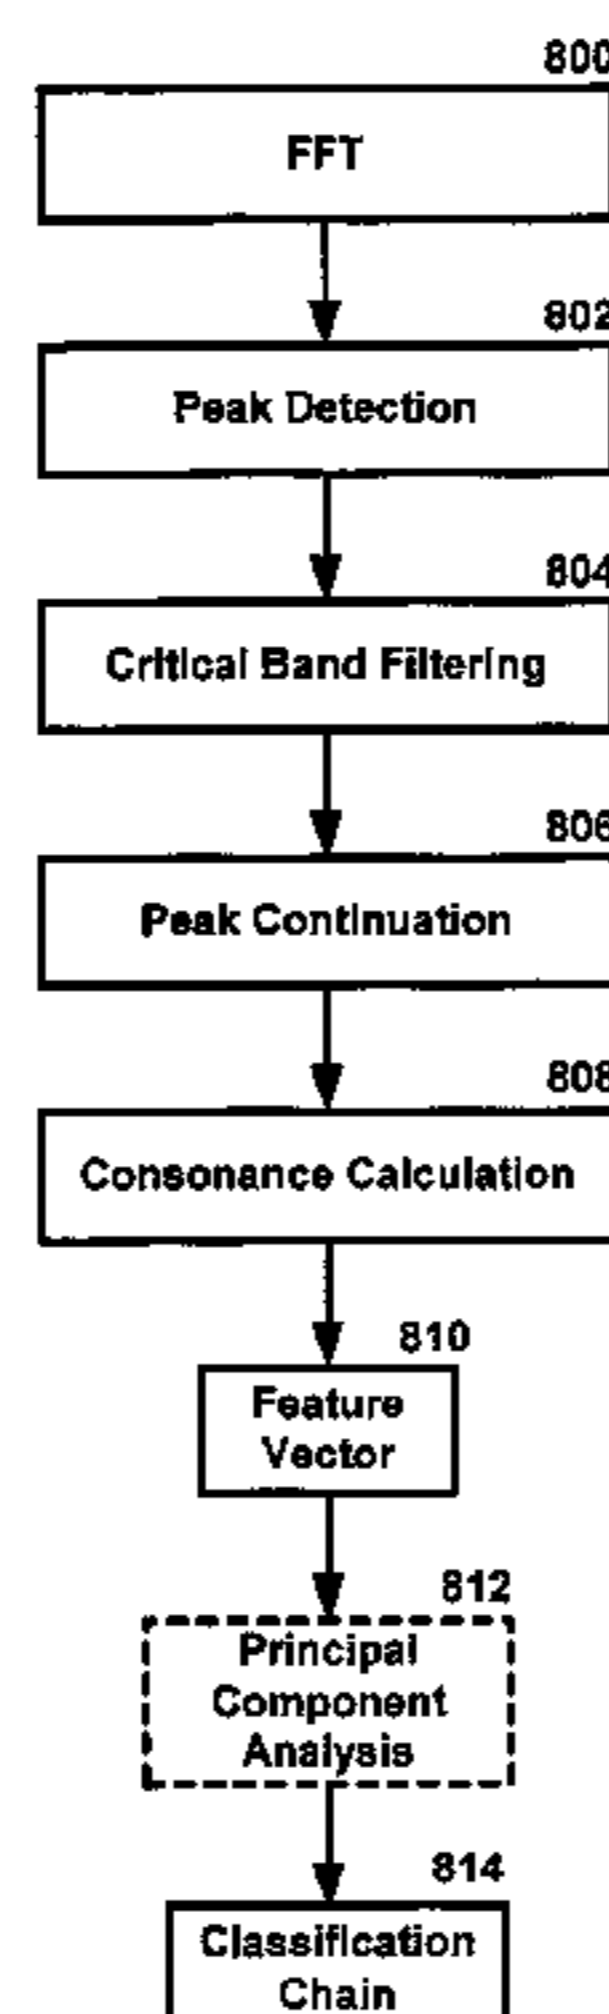 800
FFT
802
Peak Detection
804
Critical Band Filtering
806
Peak Continuation
808
Consonance Calculation
810
Feature
Vector
812
Principal
Component
Analysis
814
Classification
Chain